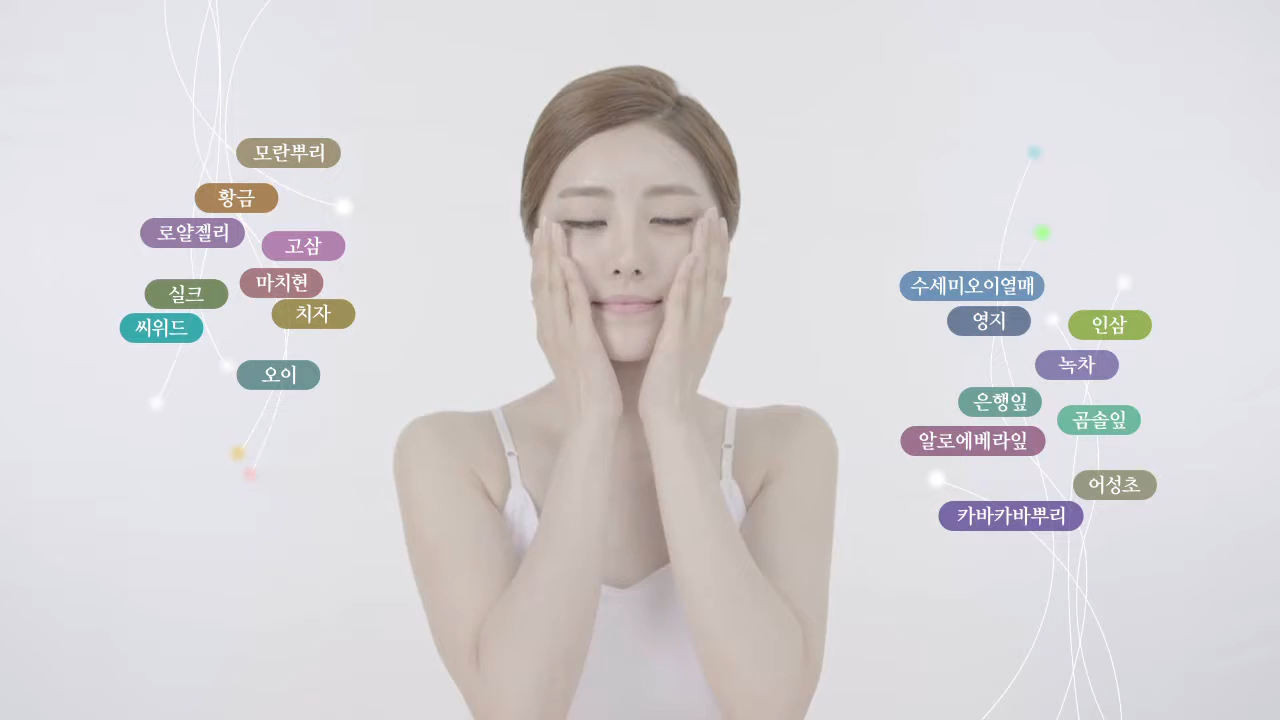 모란뿌리
황금
로얄젤리
고삼
마치현
실크
치자
씨위드
오이
수세미오이열매
영지
인삼
녹차
은행잎
곰솔잎
알로에베라잎
어성초
카바카바뿌리